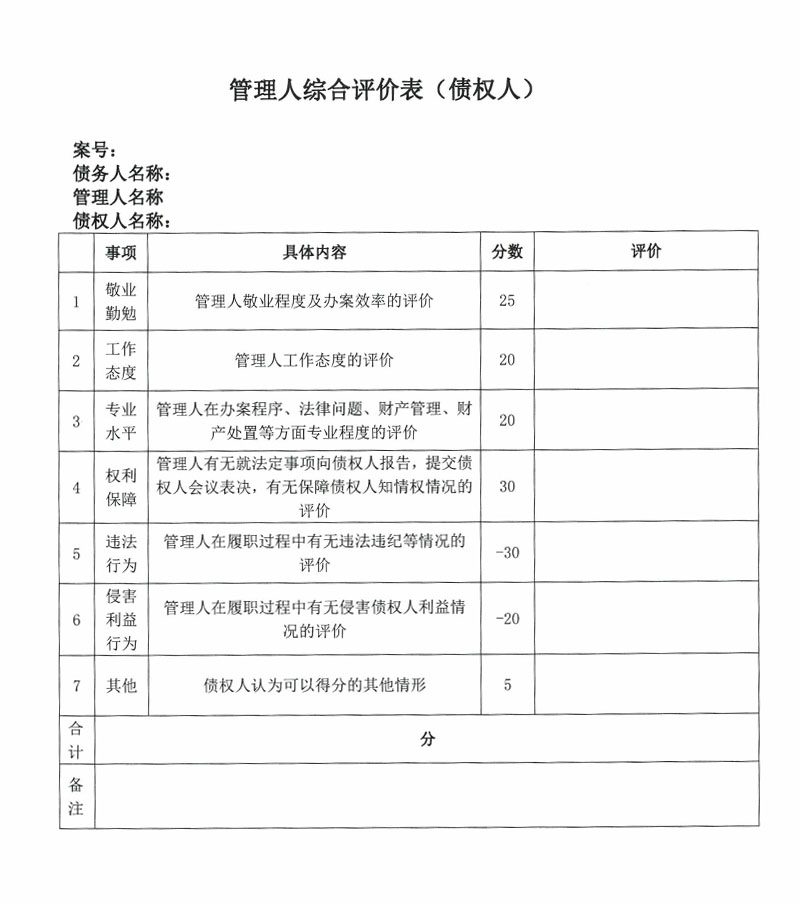 管理人综合评价表（债权人）
案号：
债务人名称：
管理人名称
债权人名称：
事项 具体内容 分数 评价
1 敬业勤勉 管理人敬业程度及办案效率的评价 25
2 工作态度 管理人工作态度的评价 20
3 专业水平 管理人在办案程序、法律问题、财产管理、财
产处置等方面专业程度的评价 20
4 权利保障 管理人有无就法定事项向债权人报告，提交债
权人会议表决，有无保障债权人知情权情况的
评价 30
5 违法行为 管理人在履职过程中有无违法违纪等情况的
评价 -30
6 侵害利益行为 管理人在履职过程中有无侵害债权人利益情
况的评价 -20
7 其他 债权人认为可以得分的其他情形 5
合计 分
备注